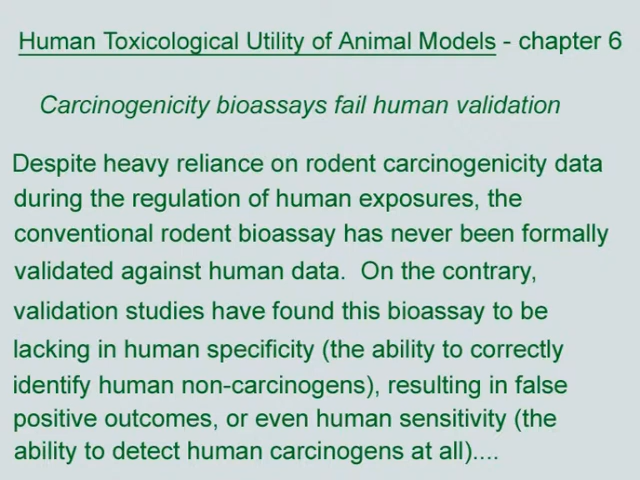 Human Toxicological Utility of Animal Models - chapter 6
Carcinogenicity bioassays fail human validation
Despite heavy reliance on rodent carcinogenicity data
during the regulation of human exposures, the
conventional rodent bioassay has never been formally
validated against human data.  On the contrary,
validation studies have found this bioassay to be
lacking in human specificity (the ability to correctly
identify human non-carcinogens), resulting in false
positive outcomes, or even human sensitivity (the
ability to detect human carcinogens at all)....